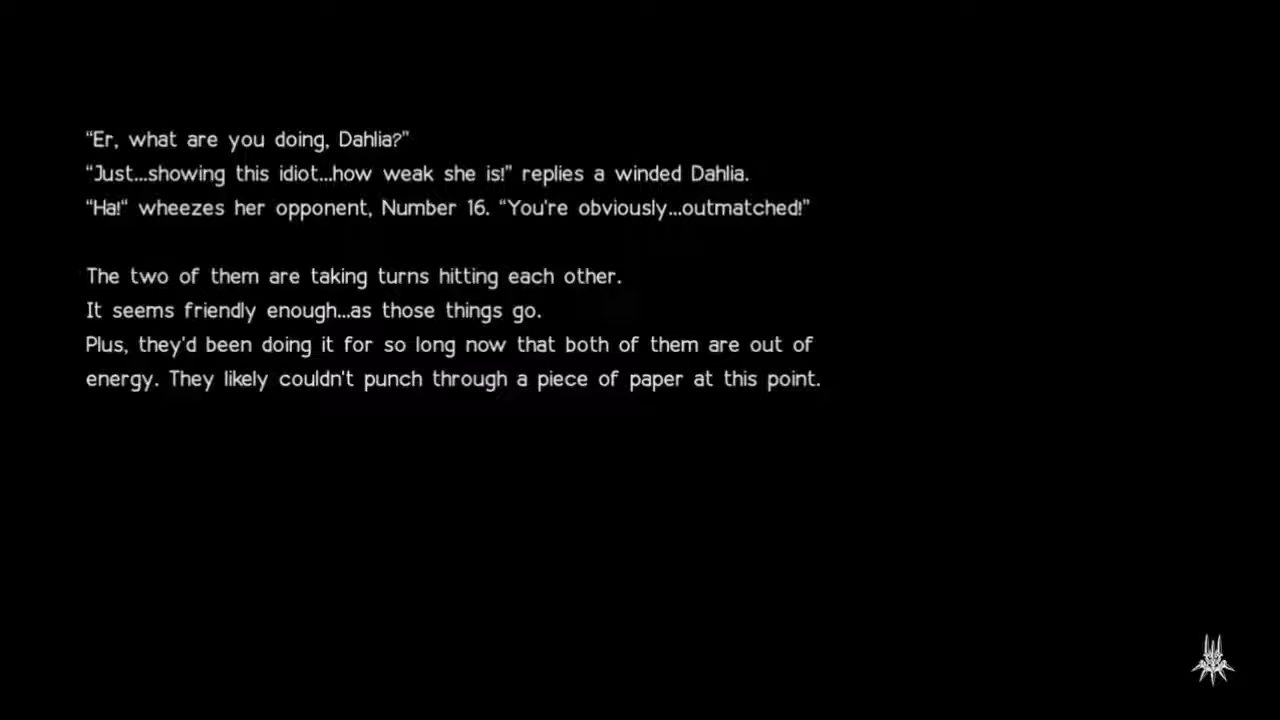 “Er, what are you doing, Dahlia?”
“Just...showing this idiot...how weak she is!” replies a winded Dahlia.
“Ha!“ wheezes her opponent, Number 16. “You're obviously...outmatched!”
The two of them are taking turns hitting each other.
It seems friendly enough...as those things go.
Plus, they'd been doing it for so long now that both of them are out of
energy. They likely couldn't punch through a piece of paper at this point.